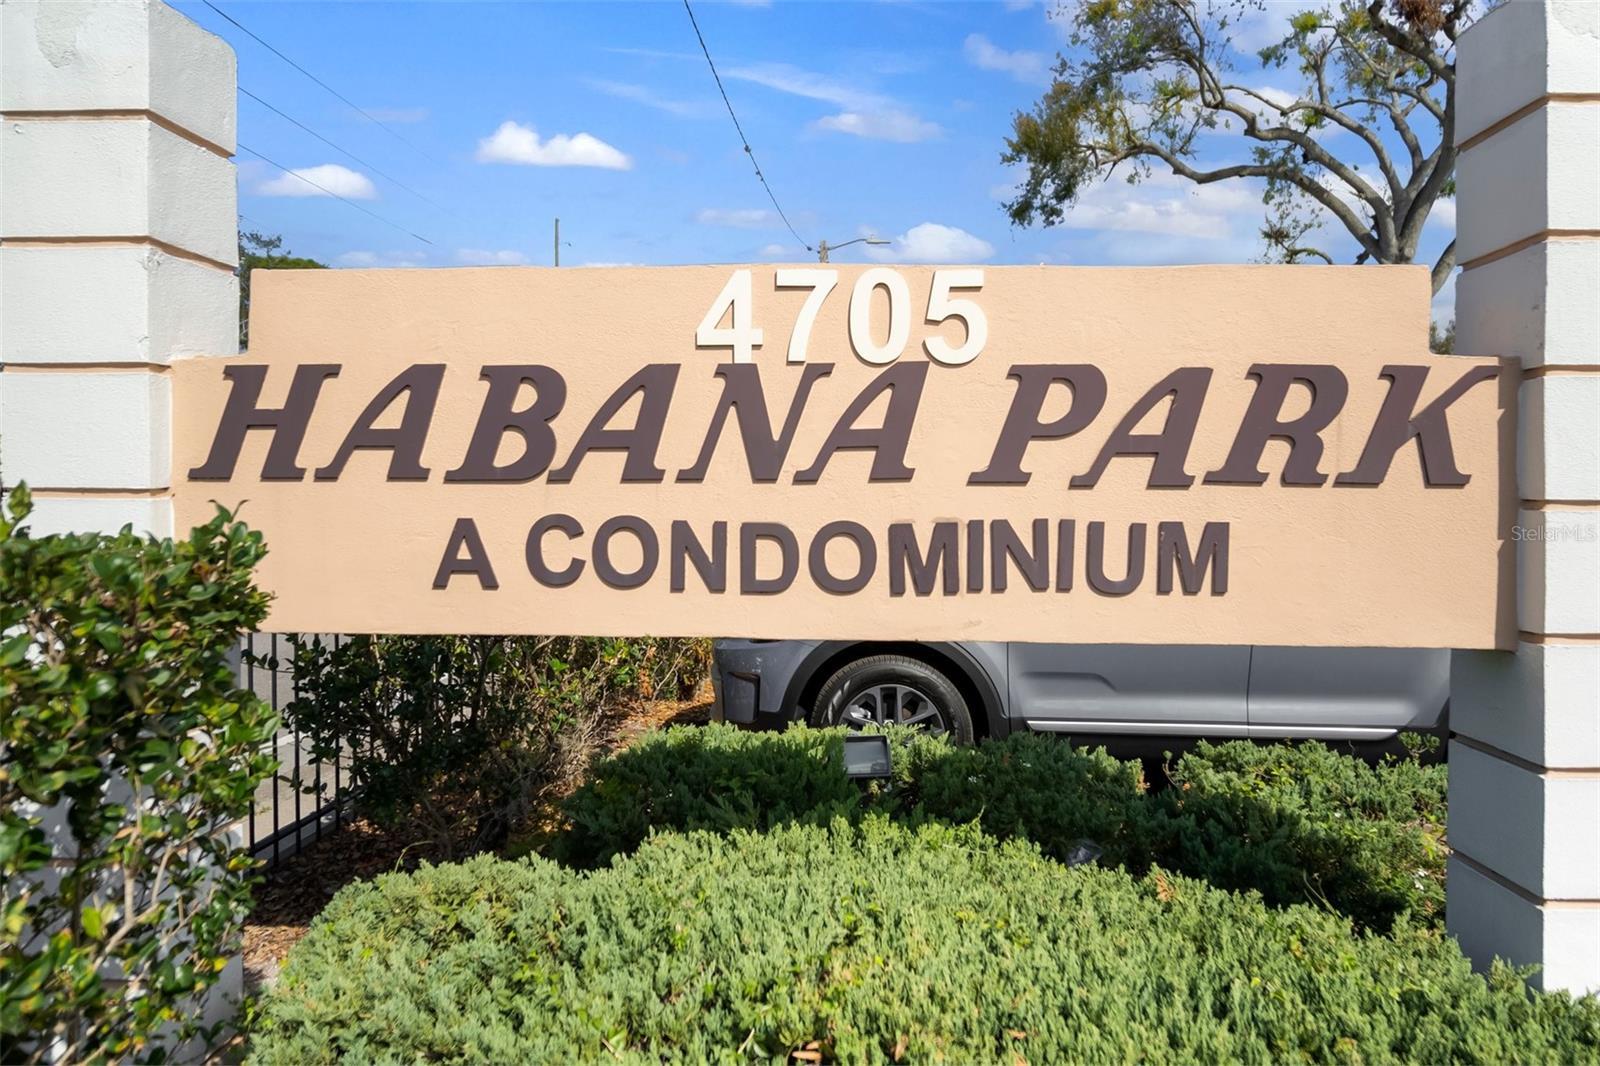 4705
HABANA PARK
A CONDOMINIUM
StellarMLS